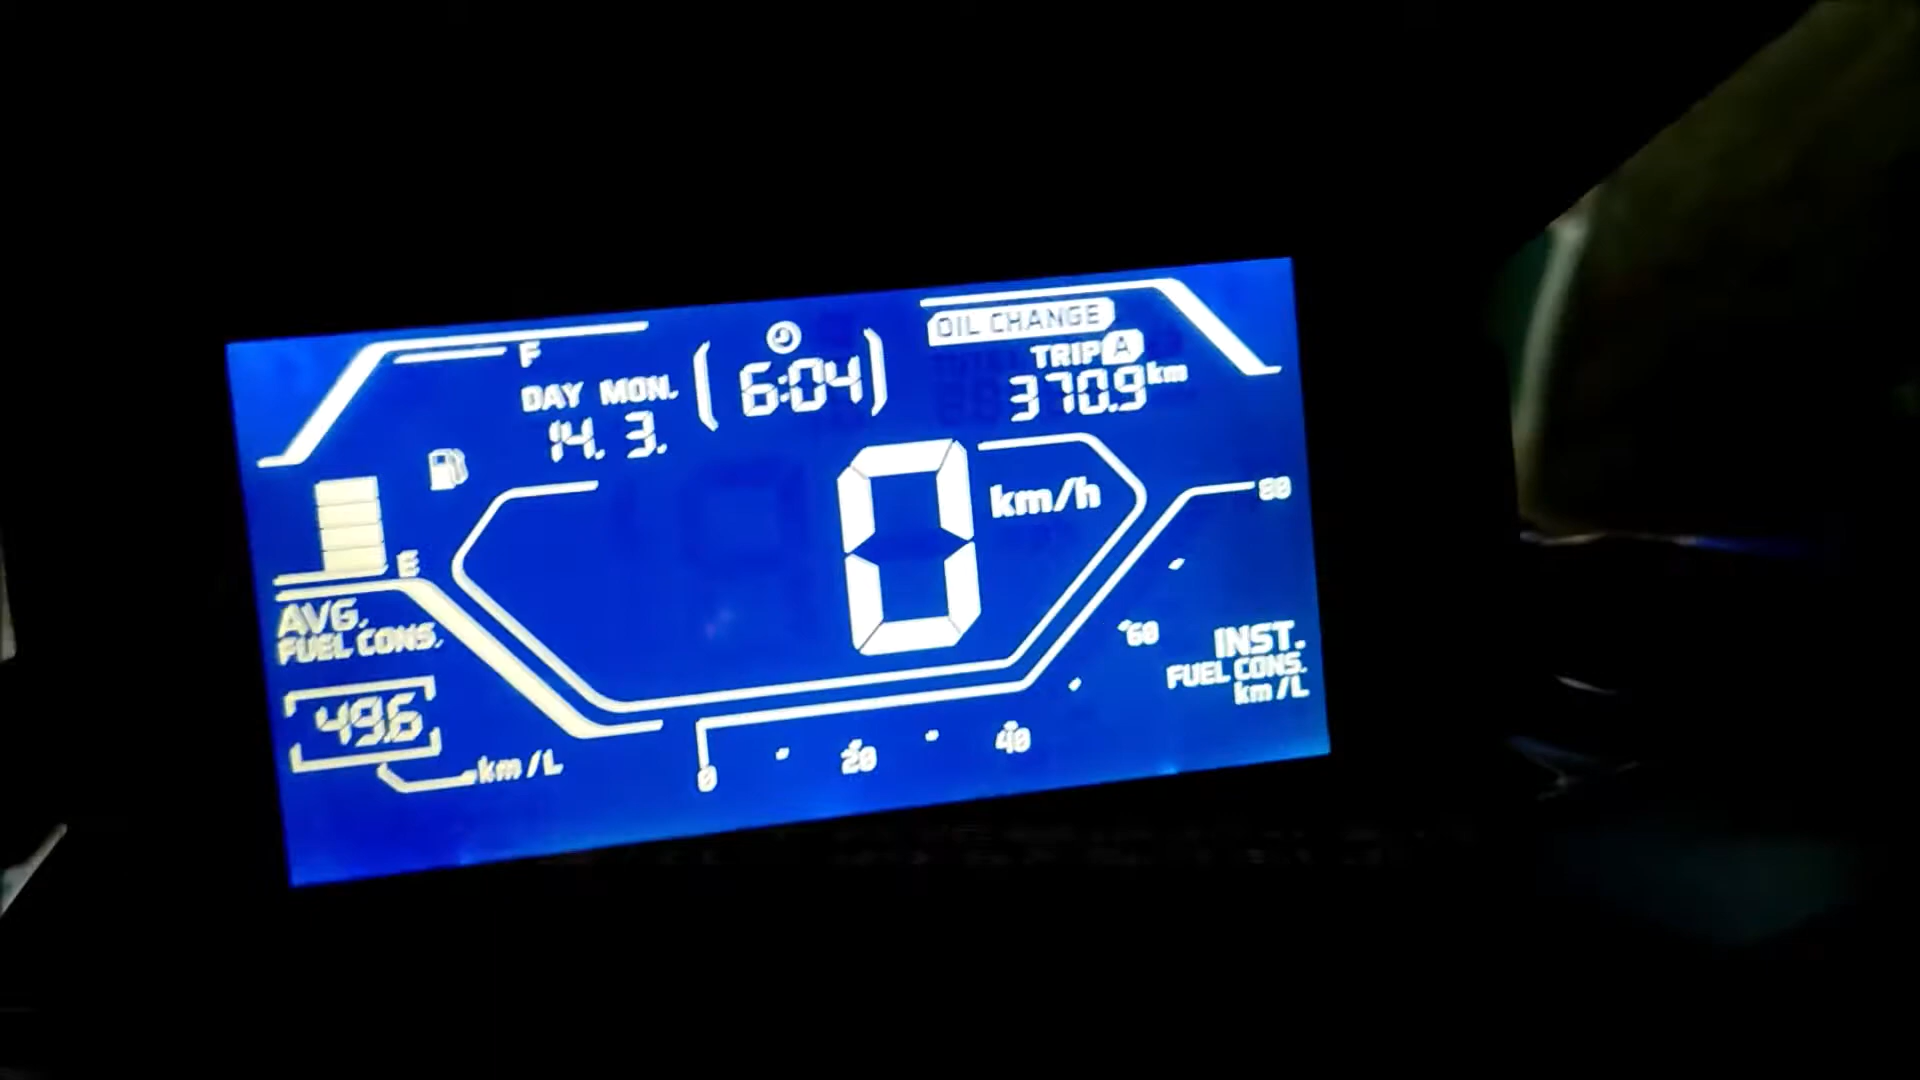 F
OIL CHANGE
DAY MON.
14. 3.
6:04
TRIP A
370.9 km
E
0 km/h
80
60
AVG.
FUEL CONS.
49.6
km/L
0 20 40
INST.
FUEL CONS.
km/L